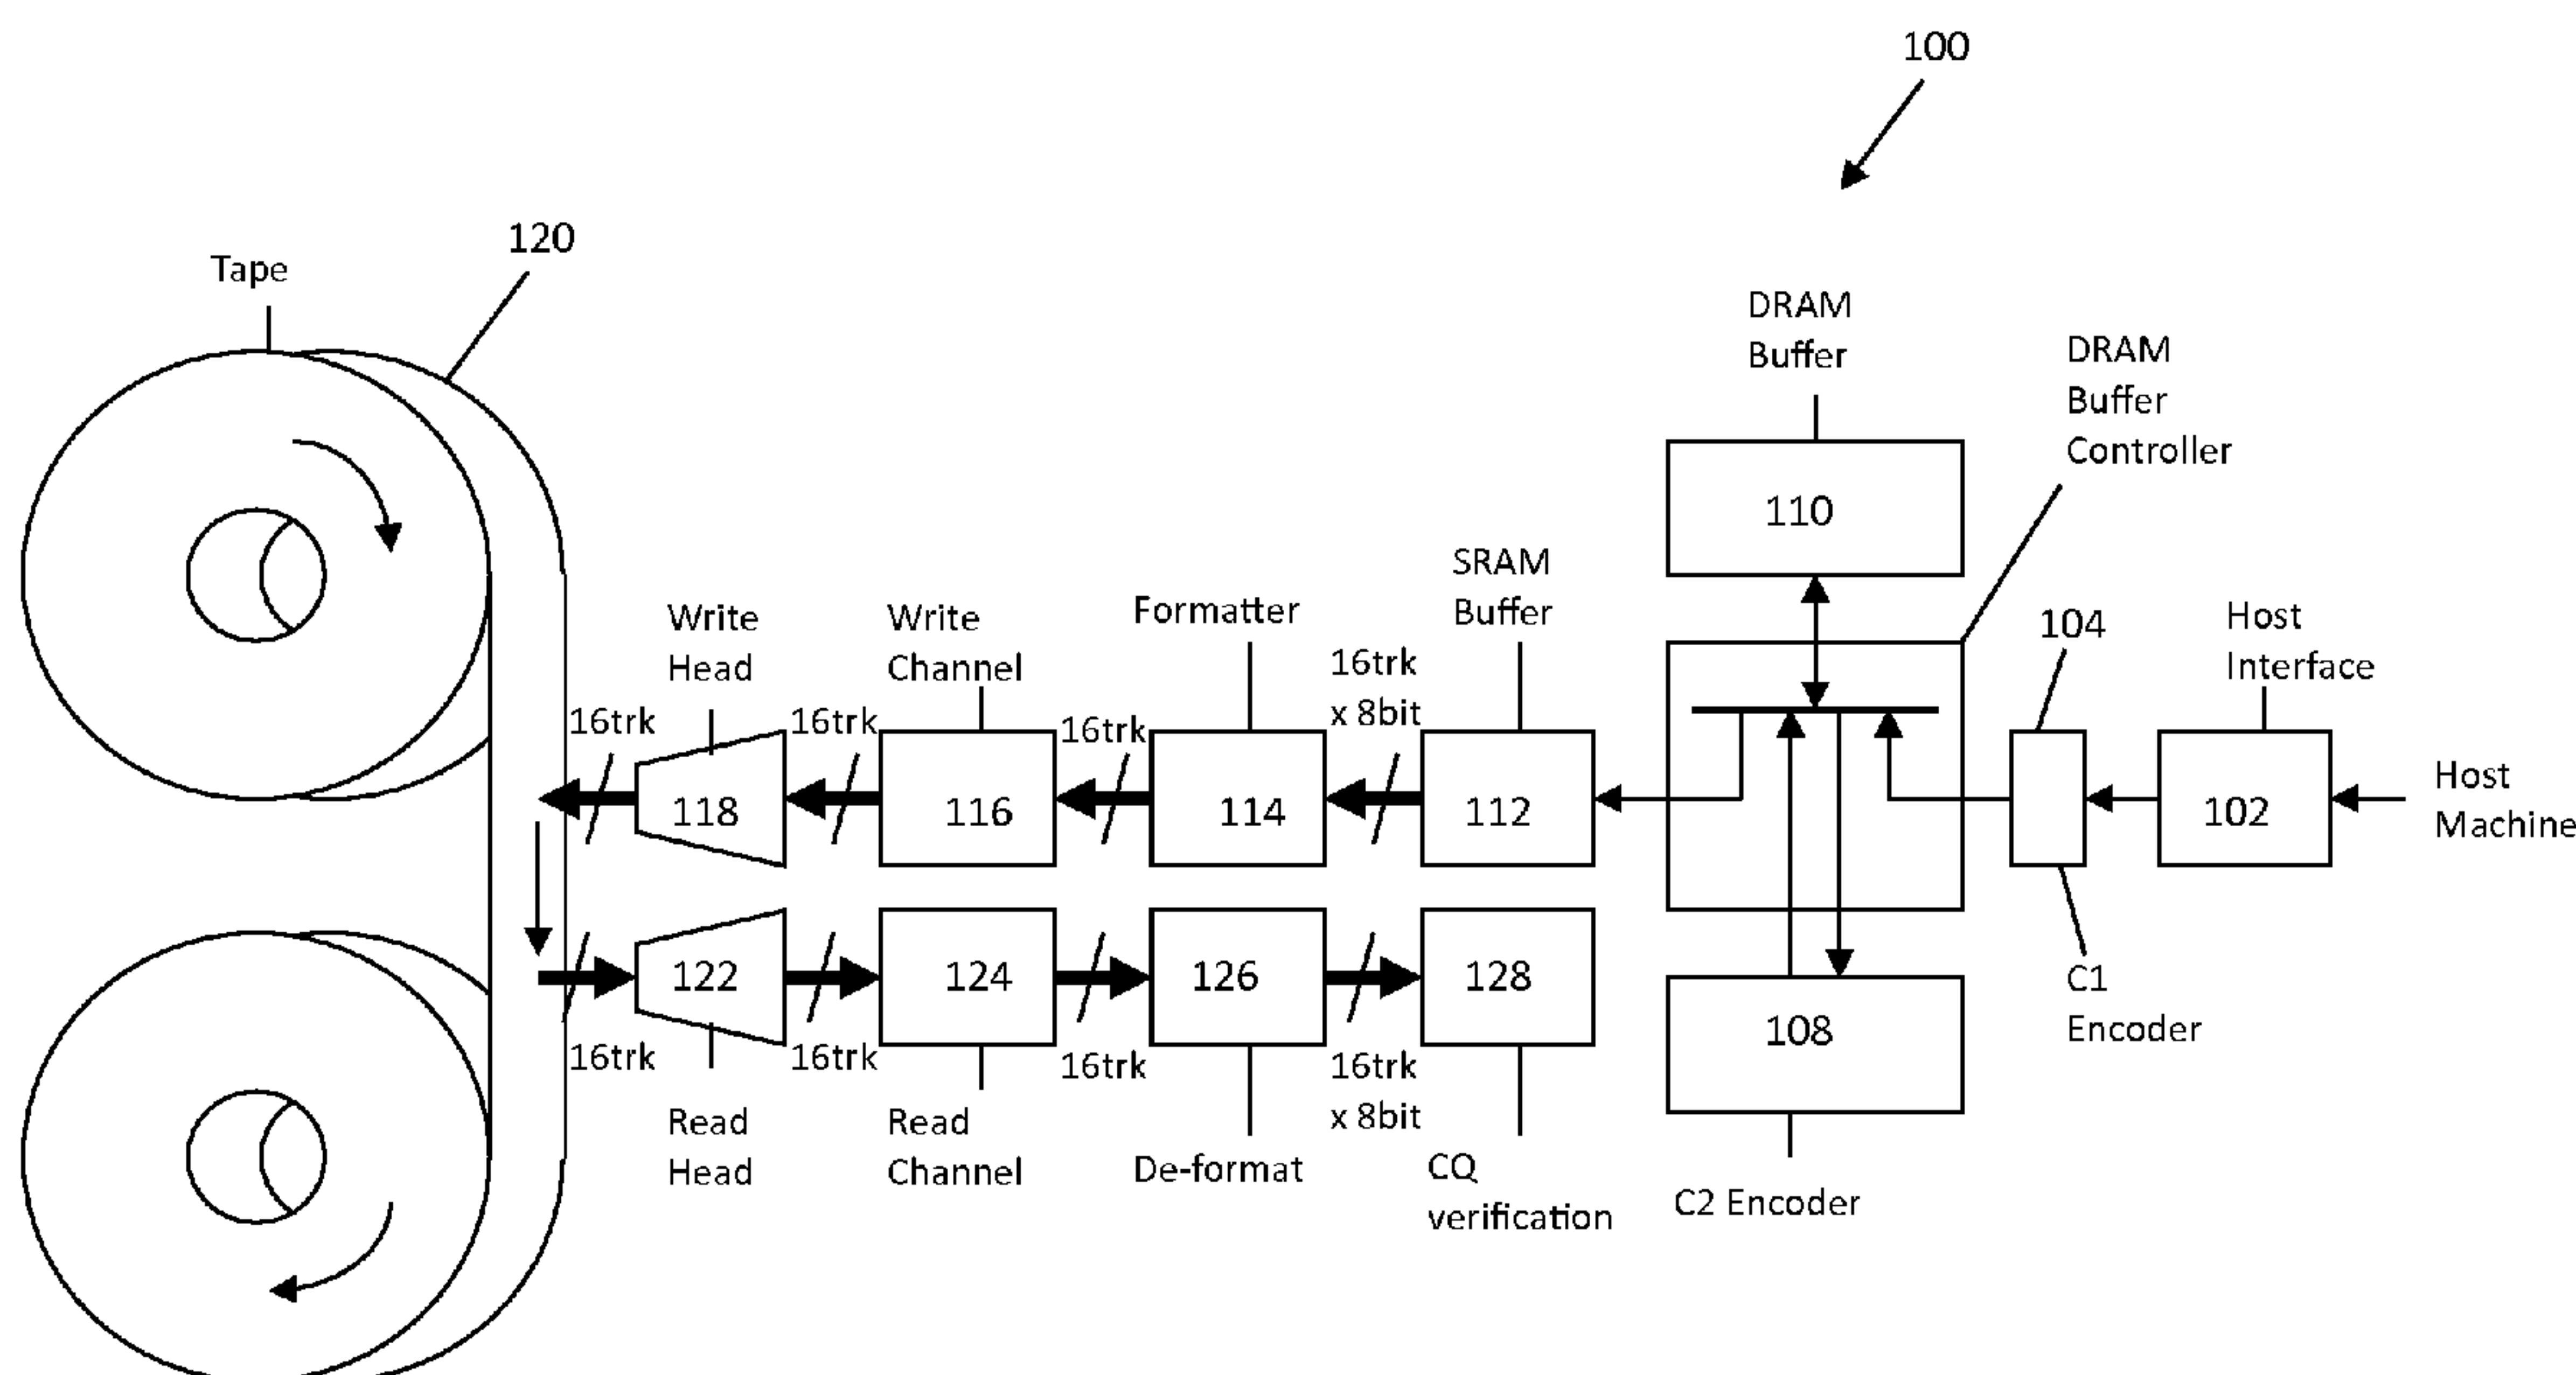 100
120
Tape
DRAM
Buffer
DRAM
Buffer
Controller
110
SRAM
Buffer
Formatter
Write
Head
Write
Channel
16trk
x 8bit
104
Host
Interface
16trk
16trk
16trk
118
116
114
112
102
Host
Machine
122
124
126
128
108
C1
Encoder
16trk
16trk
16trk
16trk
x 8bit
Read
Head
Read
Channel
De-format
CQ
verification
C2 Encoder